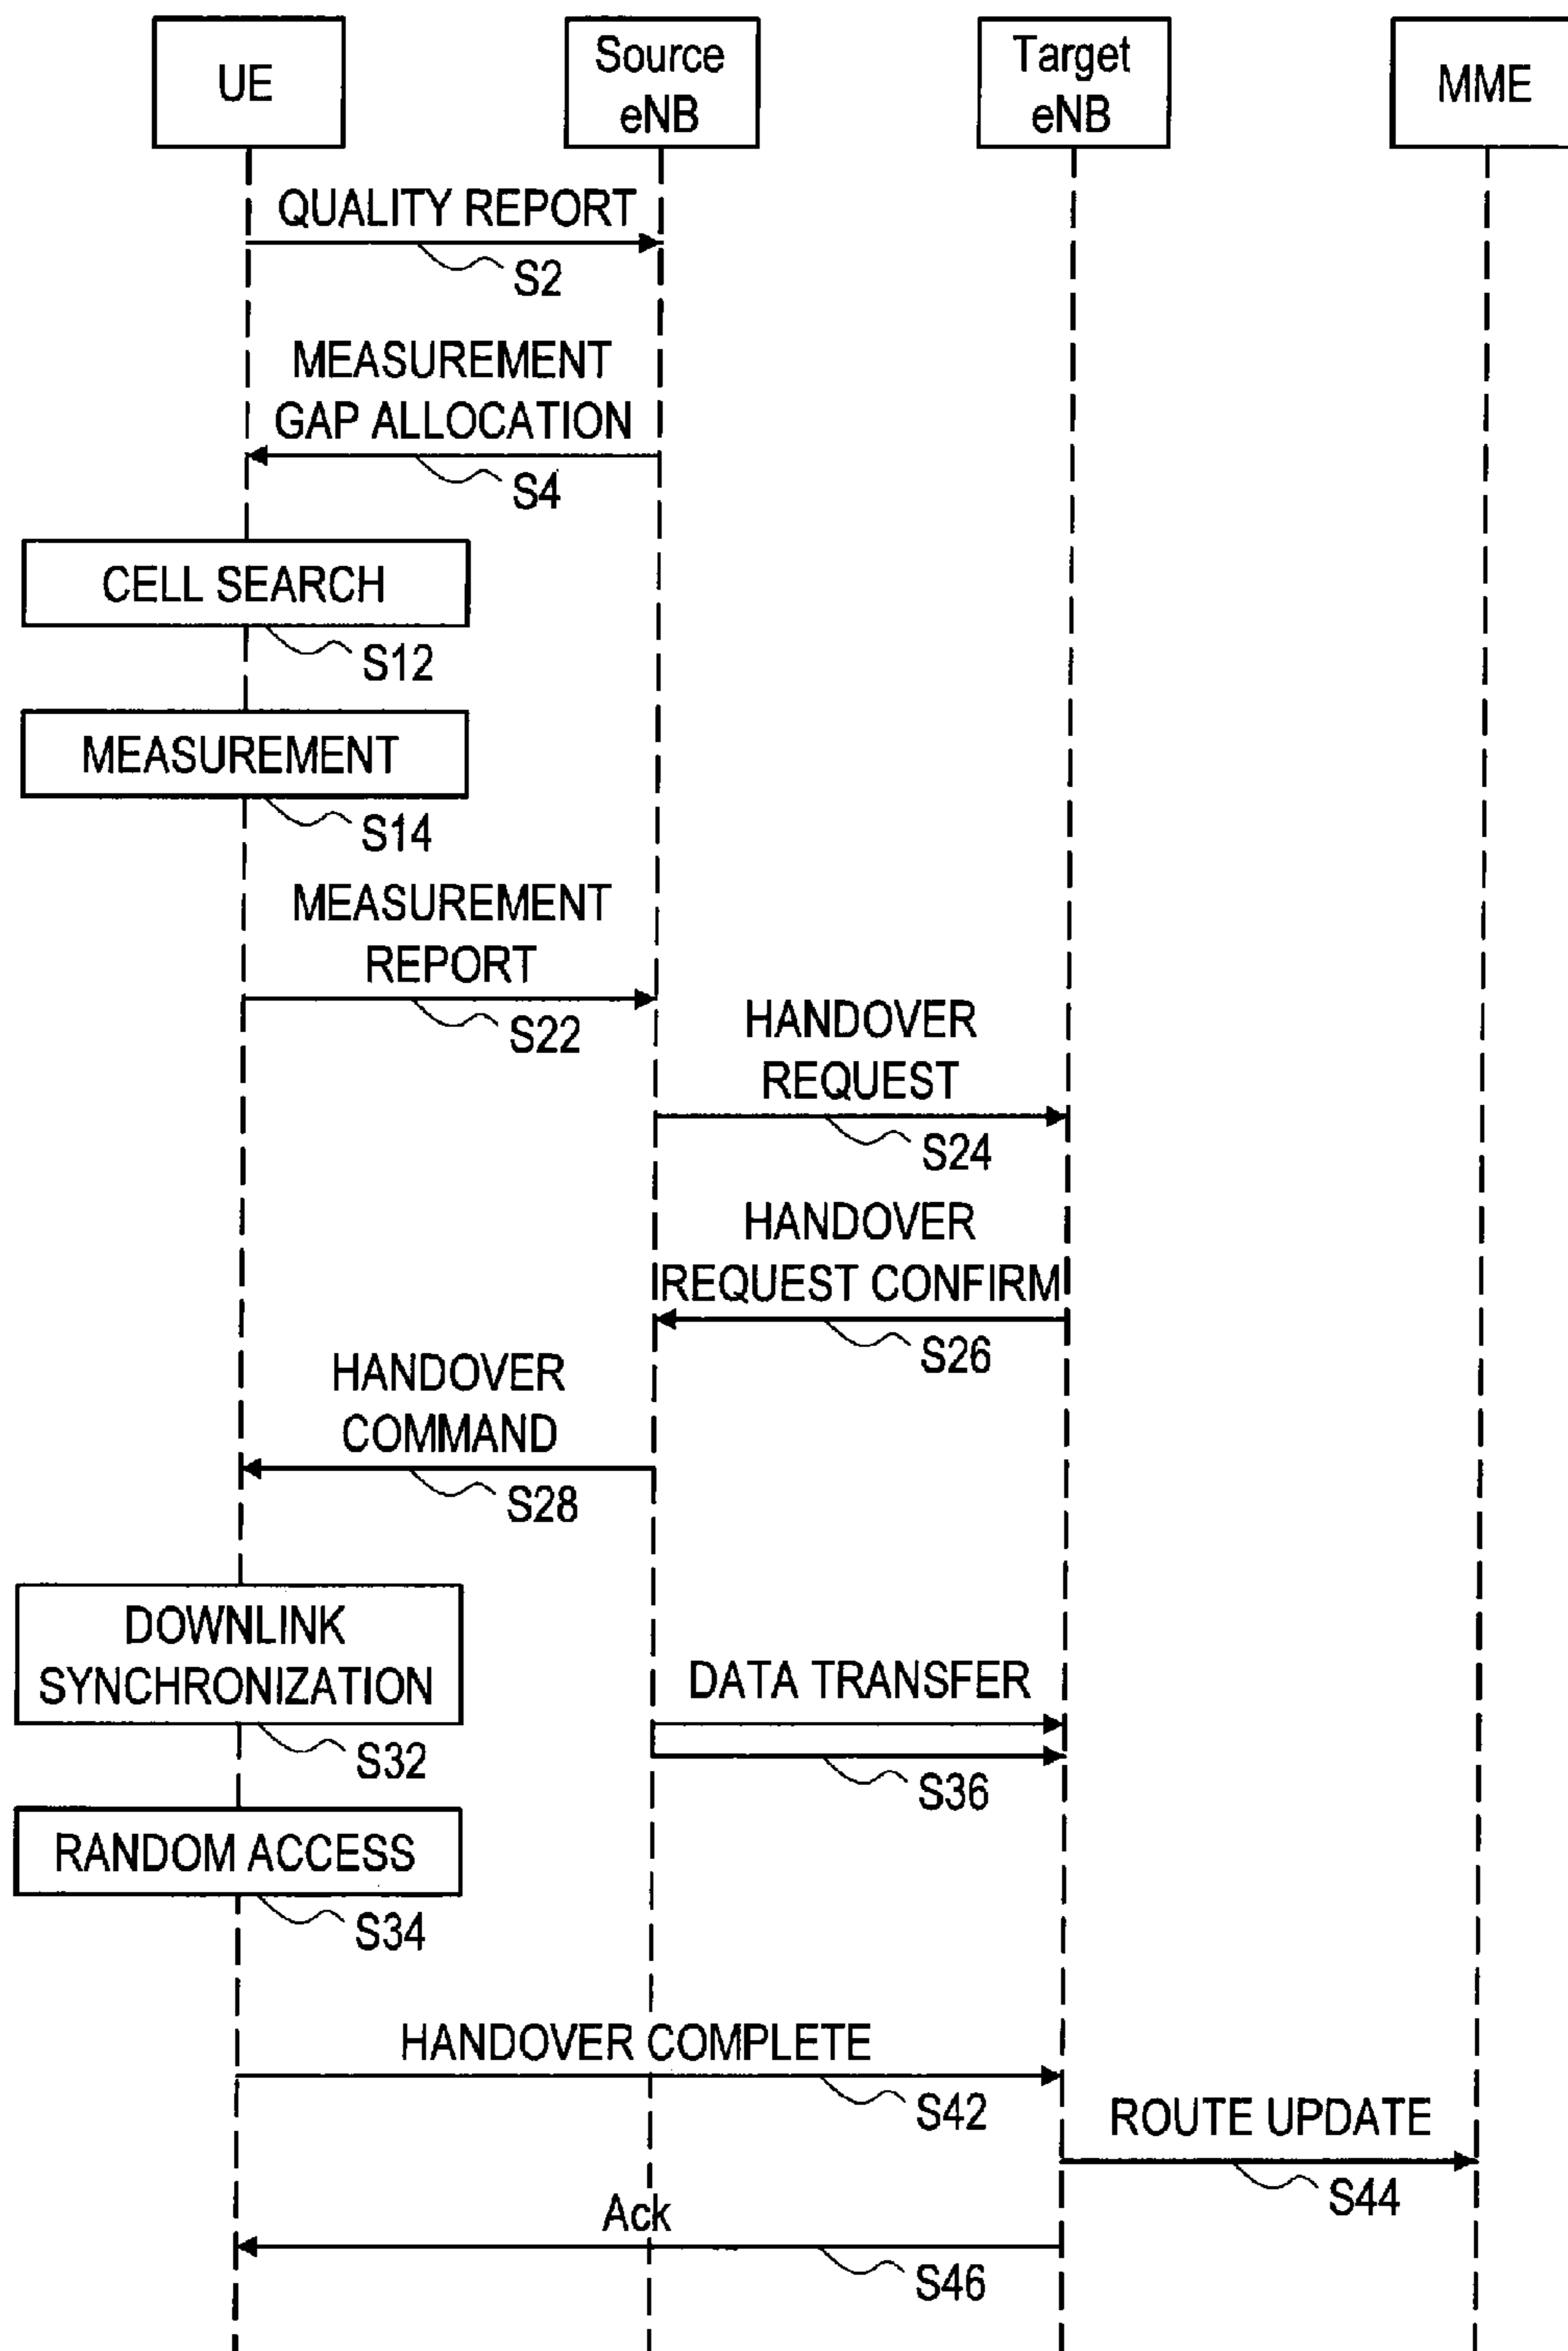 UE
Source
eNB
Target
eNB
MME
QUALITY REPORT
S2
MEASUREMENT
GAP ALLOCATION
S4
CELL SEARCH
S12
MEASUREMENT
S14
MEASUREMENT
REPORT
S22
HANDOVER
REQUEST
S24
HANDOVER
REQUEST CONFIRM
S26
HANDOVER
COMMAND
S28
DOWNLINK
SYNCHRONIZATION
S32
DATA TRANSFER
S36
RANDOM ACCESS
S34
HANDOVER COMPLETE
S42
ROUTE UPDATE
S44
Ack
S46